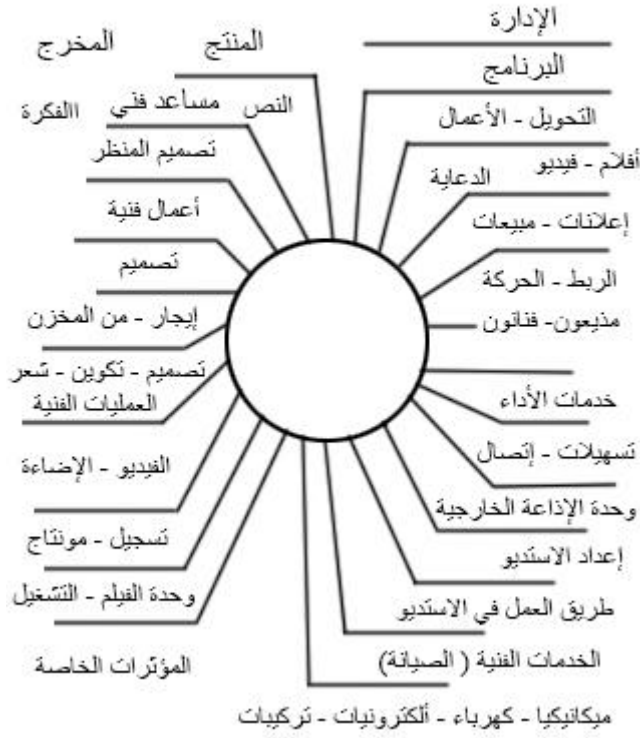 الإدارة
البرنامج
التحويل - الأعمال
أفلام - فيديو
الدعاية
إعلانات - مبيعات
الربط - الحركة
مذيعون- فنانون
خدمات الأداء
تسهيلات - إتصال
وحدة الإذاعة الخارجية
إعداد الاستديو
طريق العمل في الاستديو
الخدمات الفنية ( الصيانة)
ميكانيكيا - كهرباء - ألكترونيات - تركيبات
المنتج
المخرج
النص
مساعد فني
االفكرة
تصميم المنظر
أعمال فنية
تصميم
إيجار - من المخزن
تصميم - تكوين - شعر
العمليات الفنية
الفيديو - الإضاءة
تسجيل - مونتاج
وحدة الفيلم - التشغيل
المؤثرات الخاصة